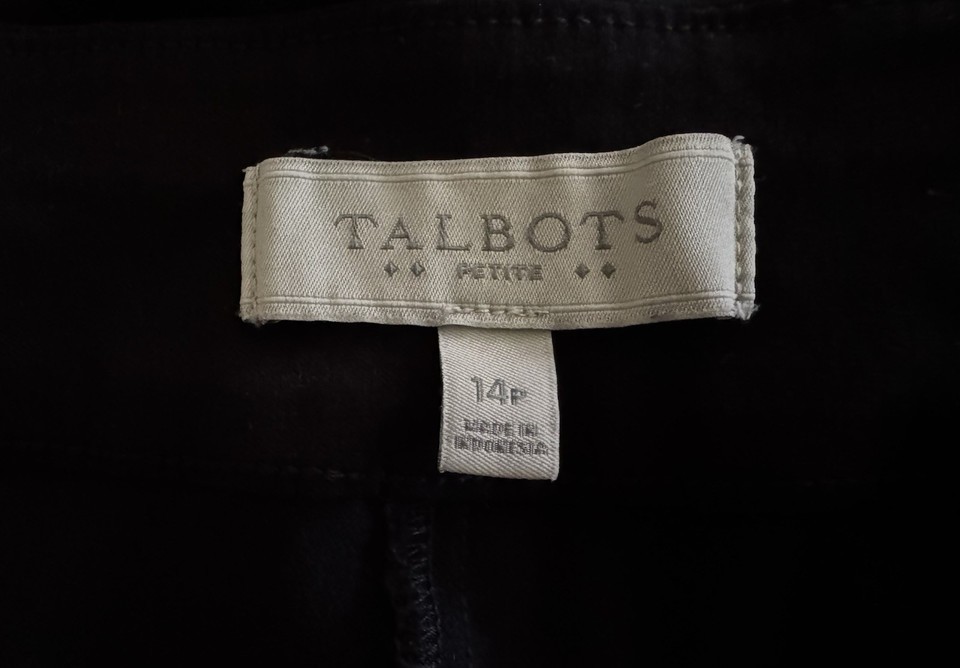 TALBOTS
PETITE
14P
MADE IN
INDONESIA